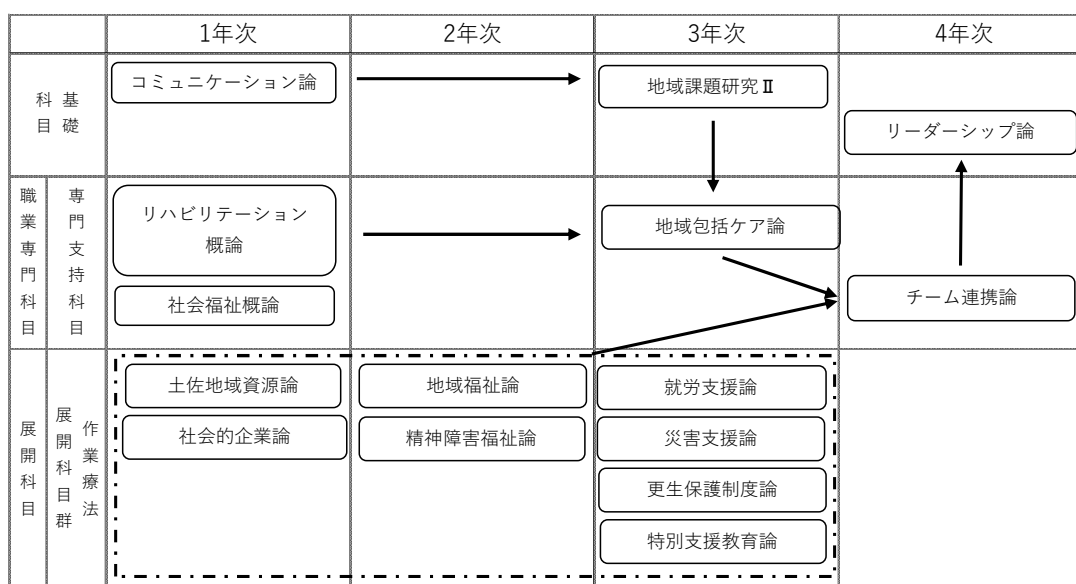 1年次
2年次
3年次
4年次
基礎
科目
コミュニケーション論
地域課題研究Ⅱ
リーダーシップ論
職業専門科目
専門支持科目
リハビリテーション
概論
社会福祉概論
地域包括ケア論
チーム連携論
展開科目
作業療法
展開科目群
土佐地域資源論
社会的企業論
地域福祉論
精神障害福祉論
就労支援論
災害支援論
更生保護制度論
特別支援教育論